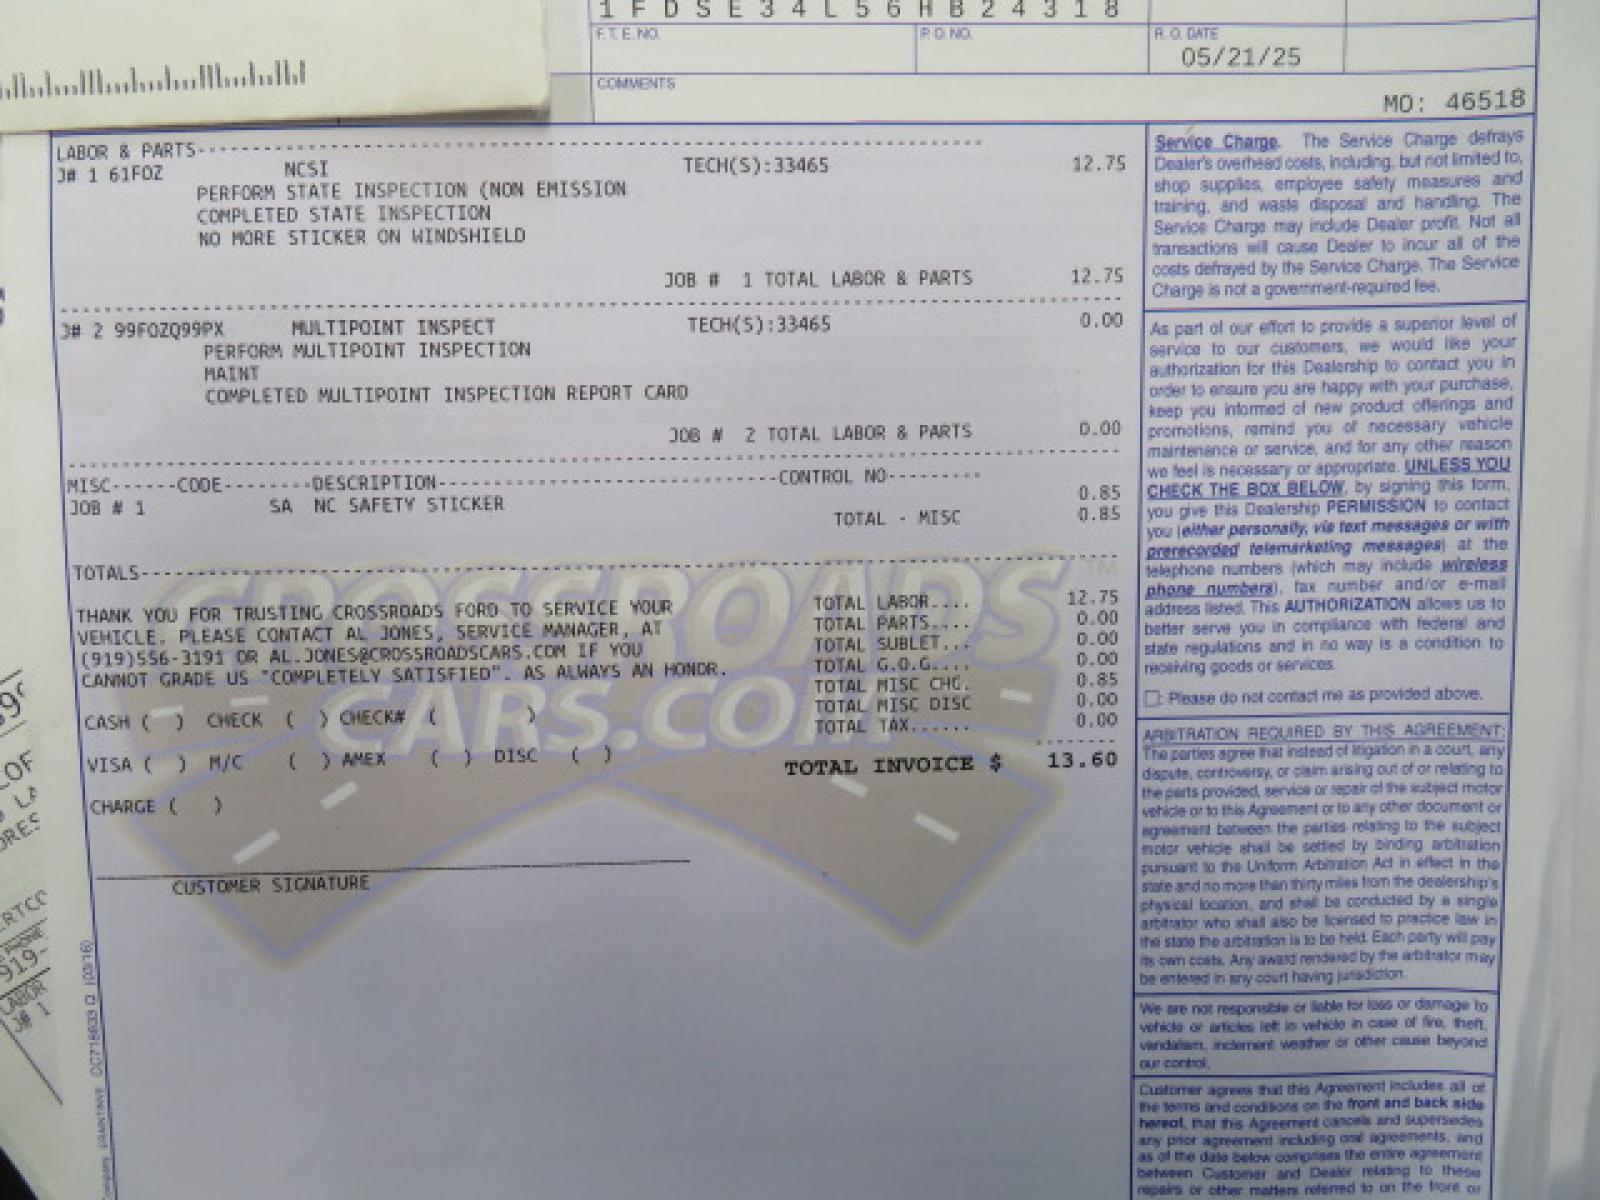 1FDSE34L56HB24318
F.T.E. NO.
P.O. NO.
R.O. DATE
05/21/25
COMMENTS
MO: 46518
LABOR & PARTS
J# 1 61FOZ NCSI TECH(S):33465 12.75
PERFORM STATE INSPECTION (NON EMISSION
COMPLETED STATE INSPECTION
NO MORE STICKER ON WINDSHIELD
JOB # 1 TOTAL LABOR & PARTS 12.75
J# 2 99FOZQ99PX MULTIPOINT INSPECT TECH(S):33465 0.00
PERFORM MULTIPOINT INSPECTION
MAINT
COMPLETED MULTIPOINT INSPECTION REPORT CARD
JOB # 2 TOTAL LABOR & PARTS 0.00
MISC------CODE--------DESCRIPTION--------CONTROL NO---------
JOB # 1 SA NC SAFETY STICKER 0.85
TOTAL - MISC 0.85
TOTALS
THANK YOU FOR TRUSTING CROSSROADS FORD TO SERVICE YOUR
VEHICLE. PLEASE CONTACT AL JONES, SERVICE MANAGER, AT
(919)556-3191 OR AL.JONES@CROSSROADSCARS.COM IF YOU
CANNOT GRADE US "COMPLETELY SATISFIED". AS ALWAYS AN HONOR.
TOTAL LABOR.... 12.75
TOTAL PARTS.... 0.00
TOTAL SUBLET... 0.00
TOTAL G.O.G.... 0.00
TOTAL MISC CHG. 0.85
TOTAL MISC DISC 0.00
TOTAL TAX...... 0.00
TOTAL INVOICE $ 13.60
CASH ( ) CHECK ( ) CHECK# ( )
VISA ( ) M/C ( ) AMEX ( ) DISC ( )
CHARGE ( )
CUSTOMER SIGNATURE
CROSSROADS
CARS.COM
TM
Service Charge. The Service Charge defrays
Dealer's overhead costs, including, but not limited to,
shop supplies, employee safety measures and
training, and waste disposal and handling. The
Service Charge may include Dealer profit. Not all
transactions will cause Dealer to incur all of the
costs defrayed by the Service Charge. The Service
Charge is not a government-required fee.
As part of our effort to provide a superior level of
service to our customers, we would like your
authorization for this Dealership to contact you in
order to ensure you are happy with your purchase,
keep you informed of new product offerings and
promotions, remind you of necessary vehicle
maintenance or service, and for any other reason
we feel is necessary or appropriate. UNLESS YOU
CHECK THE BOX BELOW, by signing this form,
you give this Dealership PERMISSION to contact
you (either personally, via text messages or with
prerecorded telemarketing messages) at the
telephone numbers (which may include wireless
phone numbers), fax number and/or e-mail
address listed. This AUTHORIZATION allows us to
better serve you in compliance with federal and
state regulations and in no way is a condition to
receiving goods or services.
Please do not contact me as provided above.
ARBITRATION REQUIRED BY THIS AGREEMENT:
The parties agree that instead of litigation in a court, any
dispute, controversy, or claim arising out of or relating to
the parts provided, service or repair of the subject motor
vehicle or to this Agreement or to any other document or
agreement between the parties relating to the subject
motor vehicle shall be settled by binding arbitration
pursuant to the Uniform Arbitration Act in effect in the
state and no more than thirty miles from the dealership's
physical location, and shall be conducted by a single
arbitrator who shall also be licensed to practice law in
the state the arbitration is to be held. Each party will pay
its own costs. Any award rendered by the arbitrator may
be entered in any court having jurisdiction.
We are not responsible or liable for loss or damage to
vehicle or articles left in vehicle in case of fire, theft,
vandalism, inclement weather or other cause beyond
our control.
Customer agrees that this Agreement includes all of
the terms and conditions on the front and back side
hereof, that this Agreement cancels and supersedes
any prior agreement including oral agreements, and
as of the date below comprises the entire agreement
between Customer and Dealer relating to these
repairs or other matters referred to on the front or
PHONE
919-
LABOR
J# 1